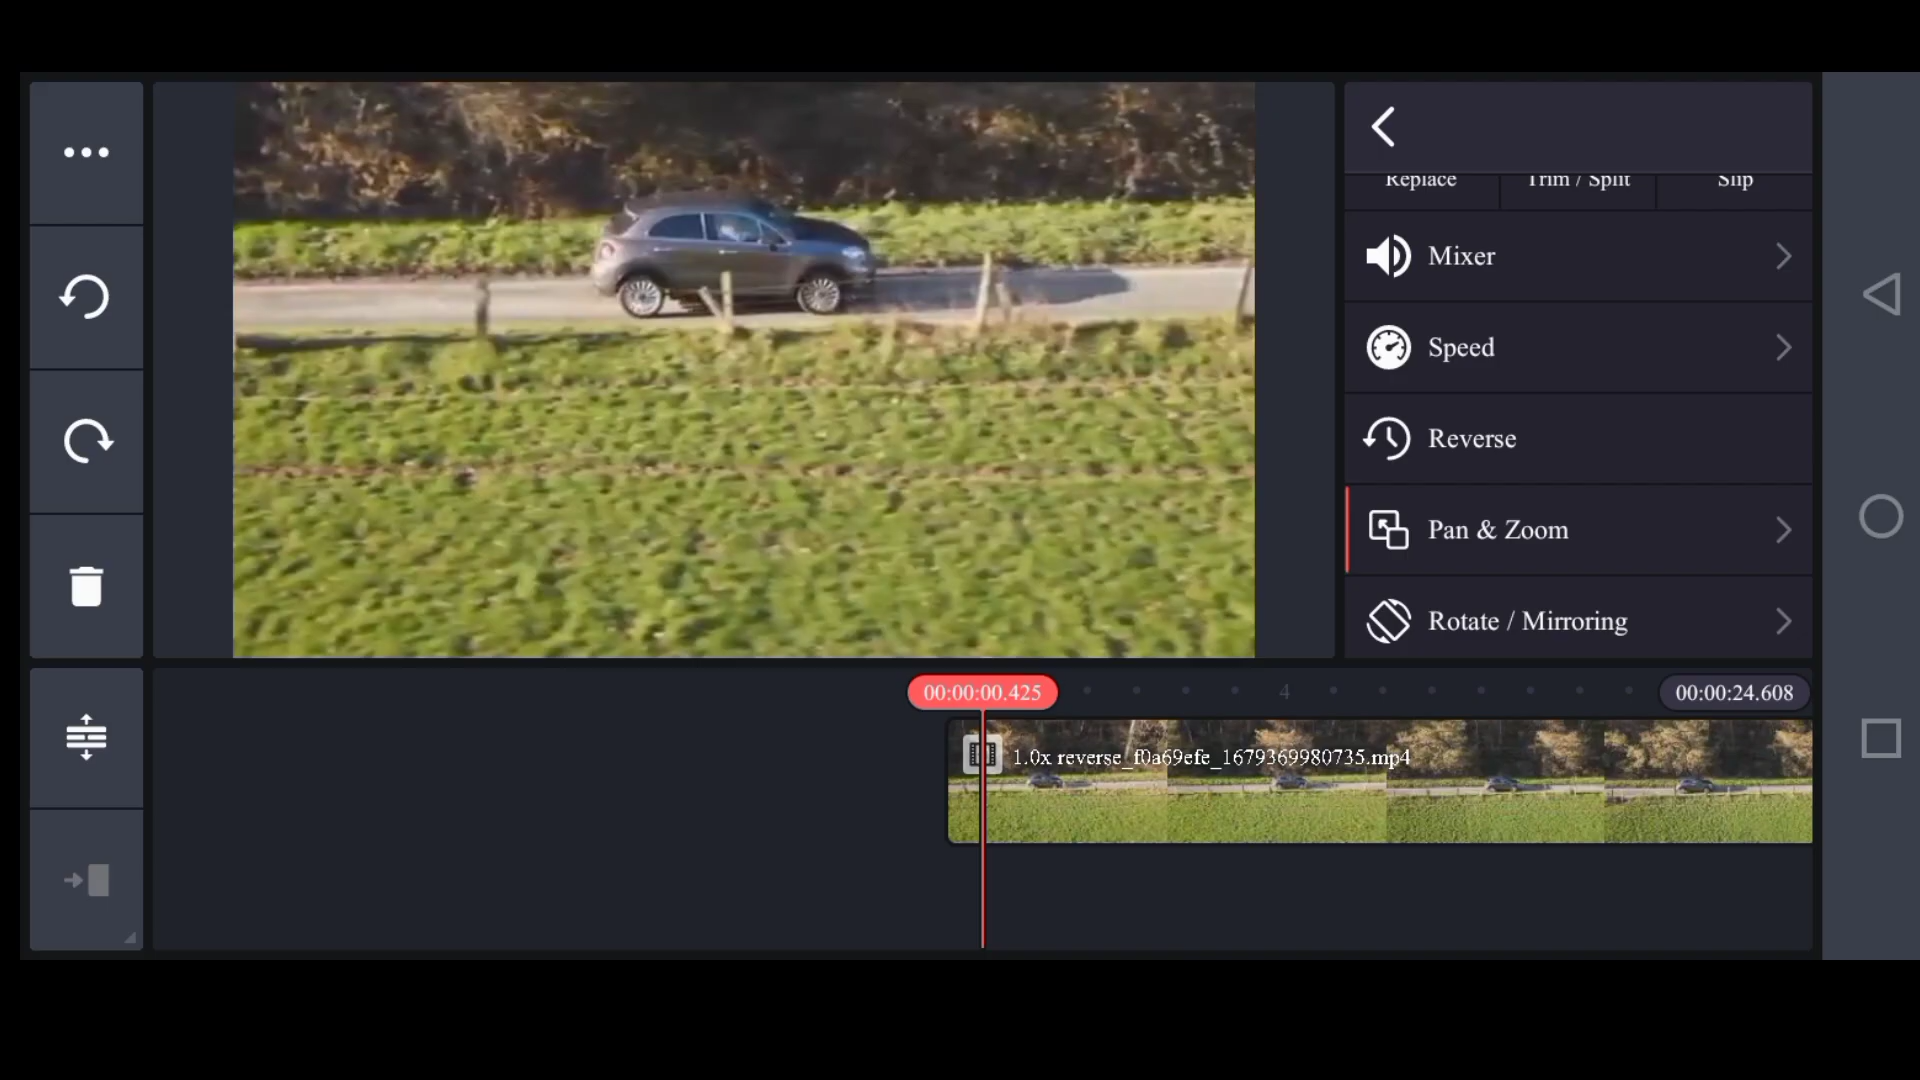 Replace
Trim / Split
Slip
Mixer
Speed
Reverse
Pan & Zoom
Rotate / Mirroring
00:00:00.425
4
00:00:24.608
1.0x reverse_f0a69efe_1679369980735.mp4